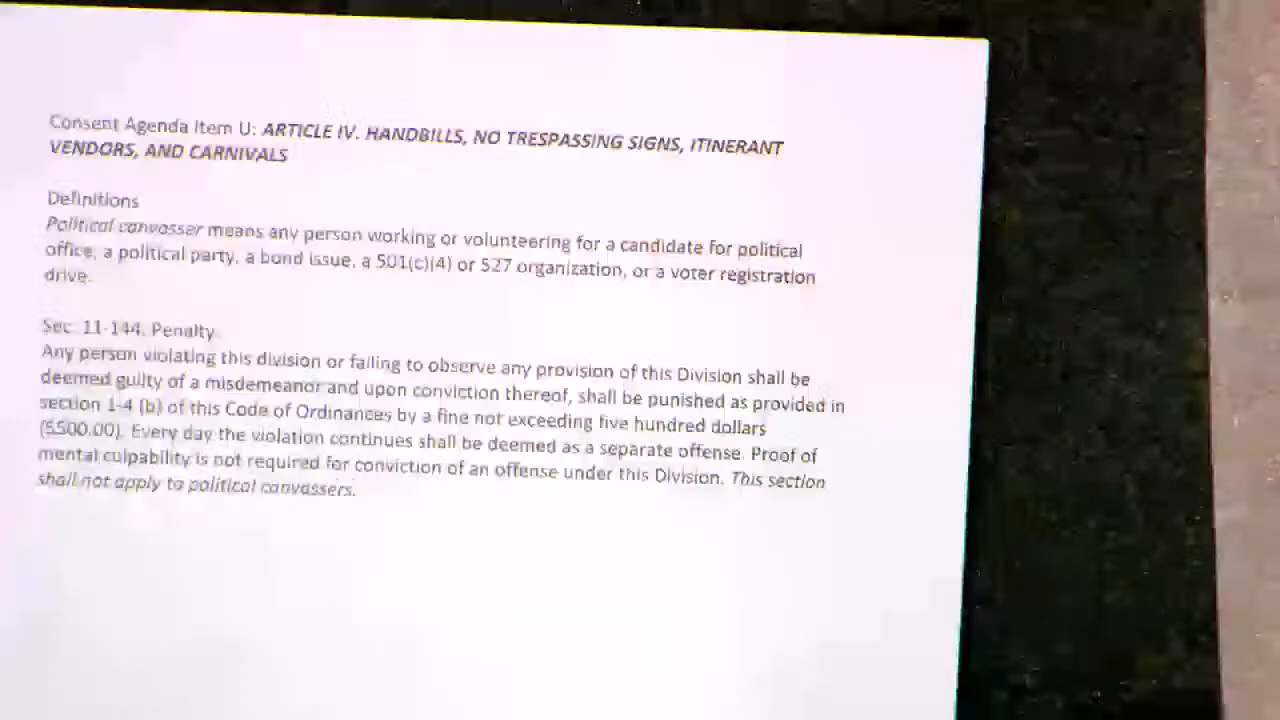 Consent Agenda Item U: ARTICLE IV. HANDBILLS, NO TRESPASSING SIGNS, ITINERANT
VENDORS, AND CARNIVALS
Definitions
Political canvasser means any person working or volunteering for a candidate for political
office, a political party, a bond issue, a 501(c)(4) or 527 organization, or a voter registration
drive.
Sec. 11-144. Penalty.
Any person violating this division or failing to observe any provision of this Division shall be
deemed guilty of a misdemeanor and upon conviction thereof, shall be punished as provided in
section 1-4 (b) of this Code of Ordinances by a fine not exceeding five hundred dollars
($500.00). Every day the violation continues shall be deemed as a separate offense. Proof of
mental culpability is not required for conviction of an offense under this Division. This section
shall not apply to political canvassers.